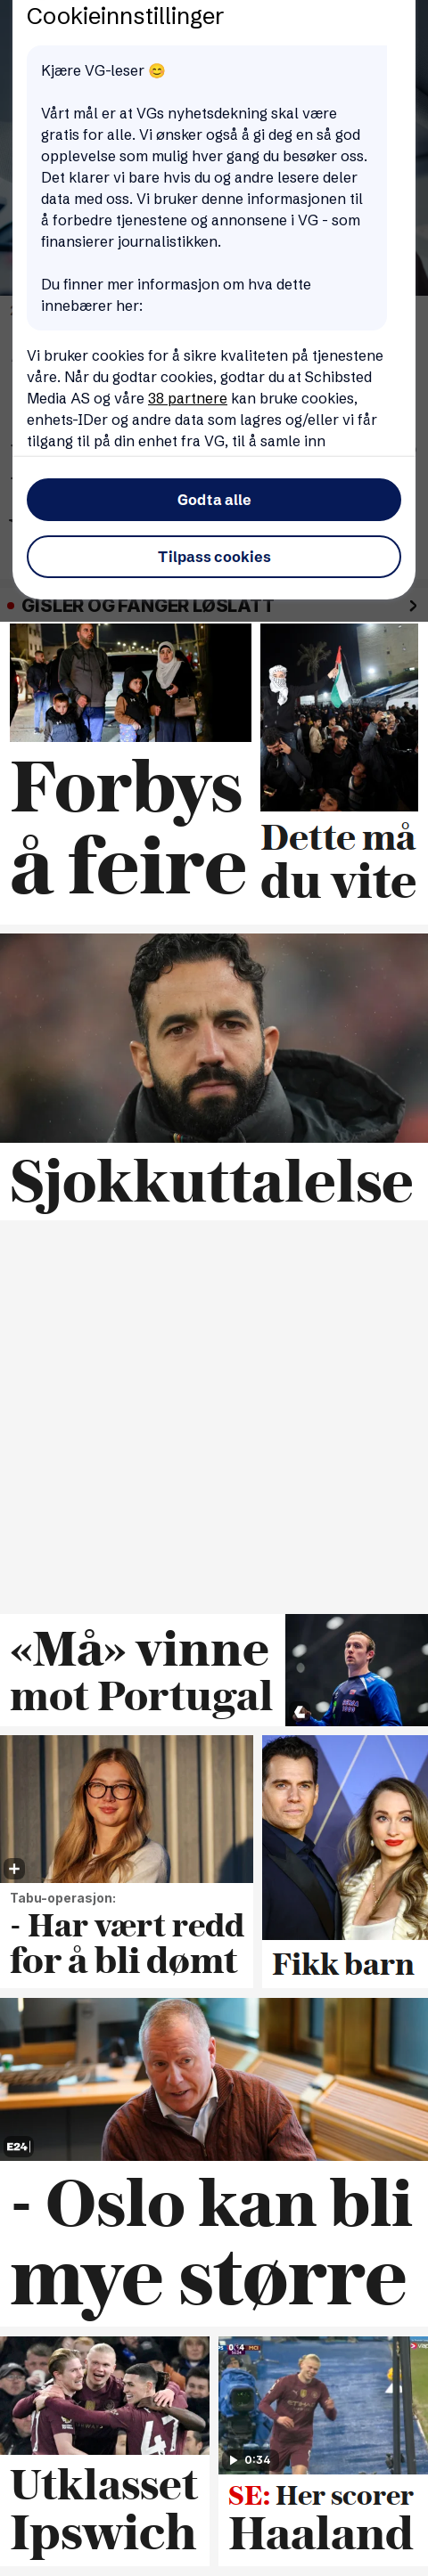 Cookieinnstillinger
Kjære VG-leser 😊
Vårt mål er at VGs nyhetsdekning skal være
gratis for alle. Vi ønsker også å gi deg en så god
opplevelse som mulig hver gang du besøker oss.
Det klarer vi bare hvis du og andre lesere deler
data med oss. Vi bruker denne informasjonen til
å forbedre tjenestene og annonsene i VG - som
finansierer journalistikken.
Du finner mer informasjon om hva dette
innebærer her:
Vi bruker cookies for å sikre kvaliteten på tjenestene
våre. Når du godtar cookies, godtar du at Schibsted
Media AS og våre 38 partnere kan bruke cookies,
enhets-IDer og andre data som lagres og/eller vi får
tilgang til på din enhet fra VG, til å samle inn
Godta alle
Tilpass cookies
GISLER OG FANGER LØSLATT
Forbys
å feire
Dette må
du vite
Sjokkuttalelse
«Må» vinne
mot Portugal
Tabu-operasjon:
- Har vært redd
for å bli dømt
Fikk barn
E24
- Oslo kan bli
mye større
Utklasset
Ipswich
0:34
SE: Her scorer
Haaland